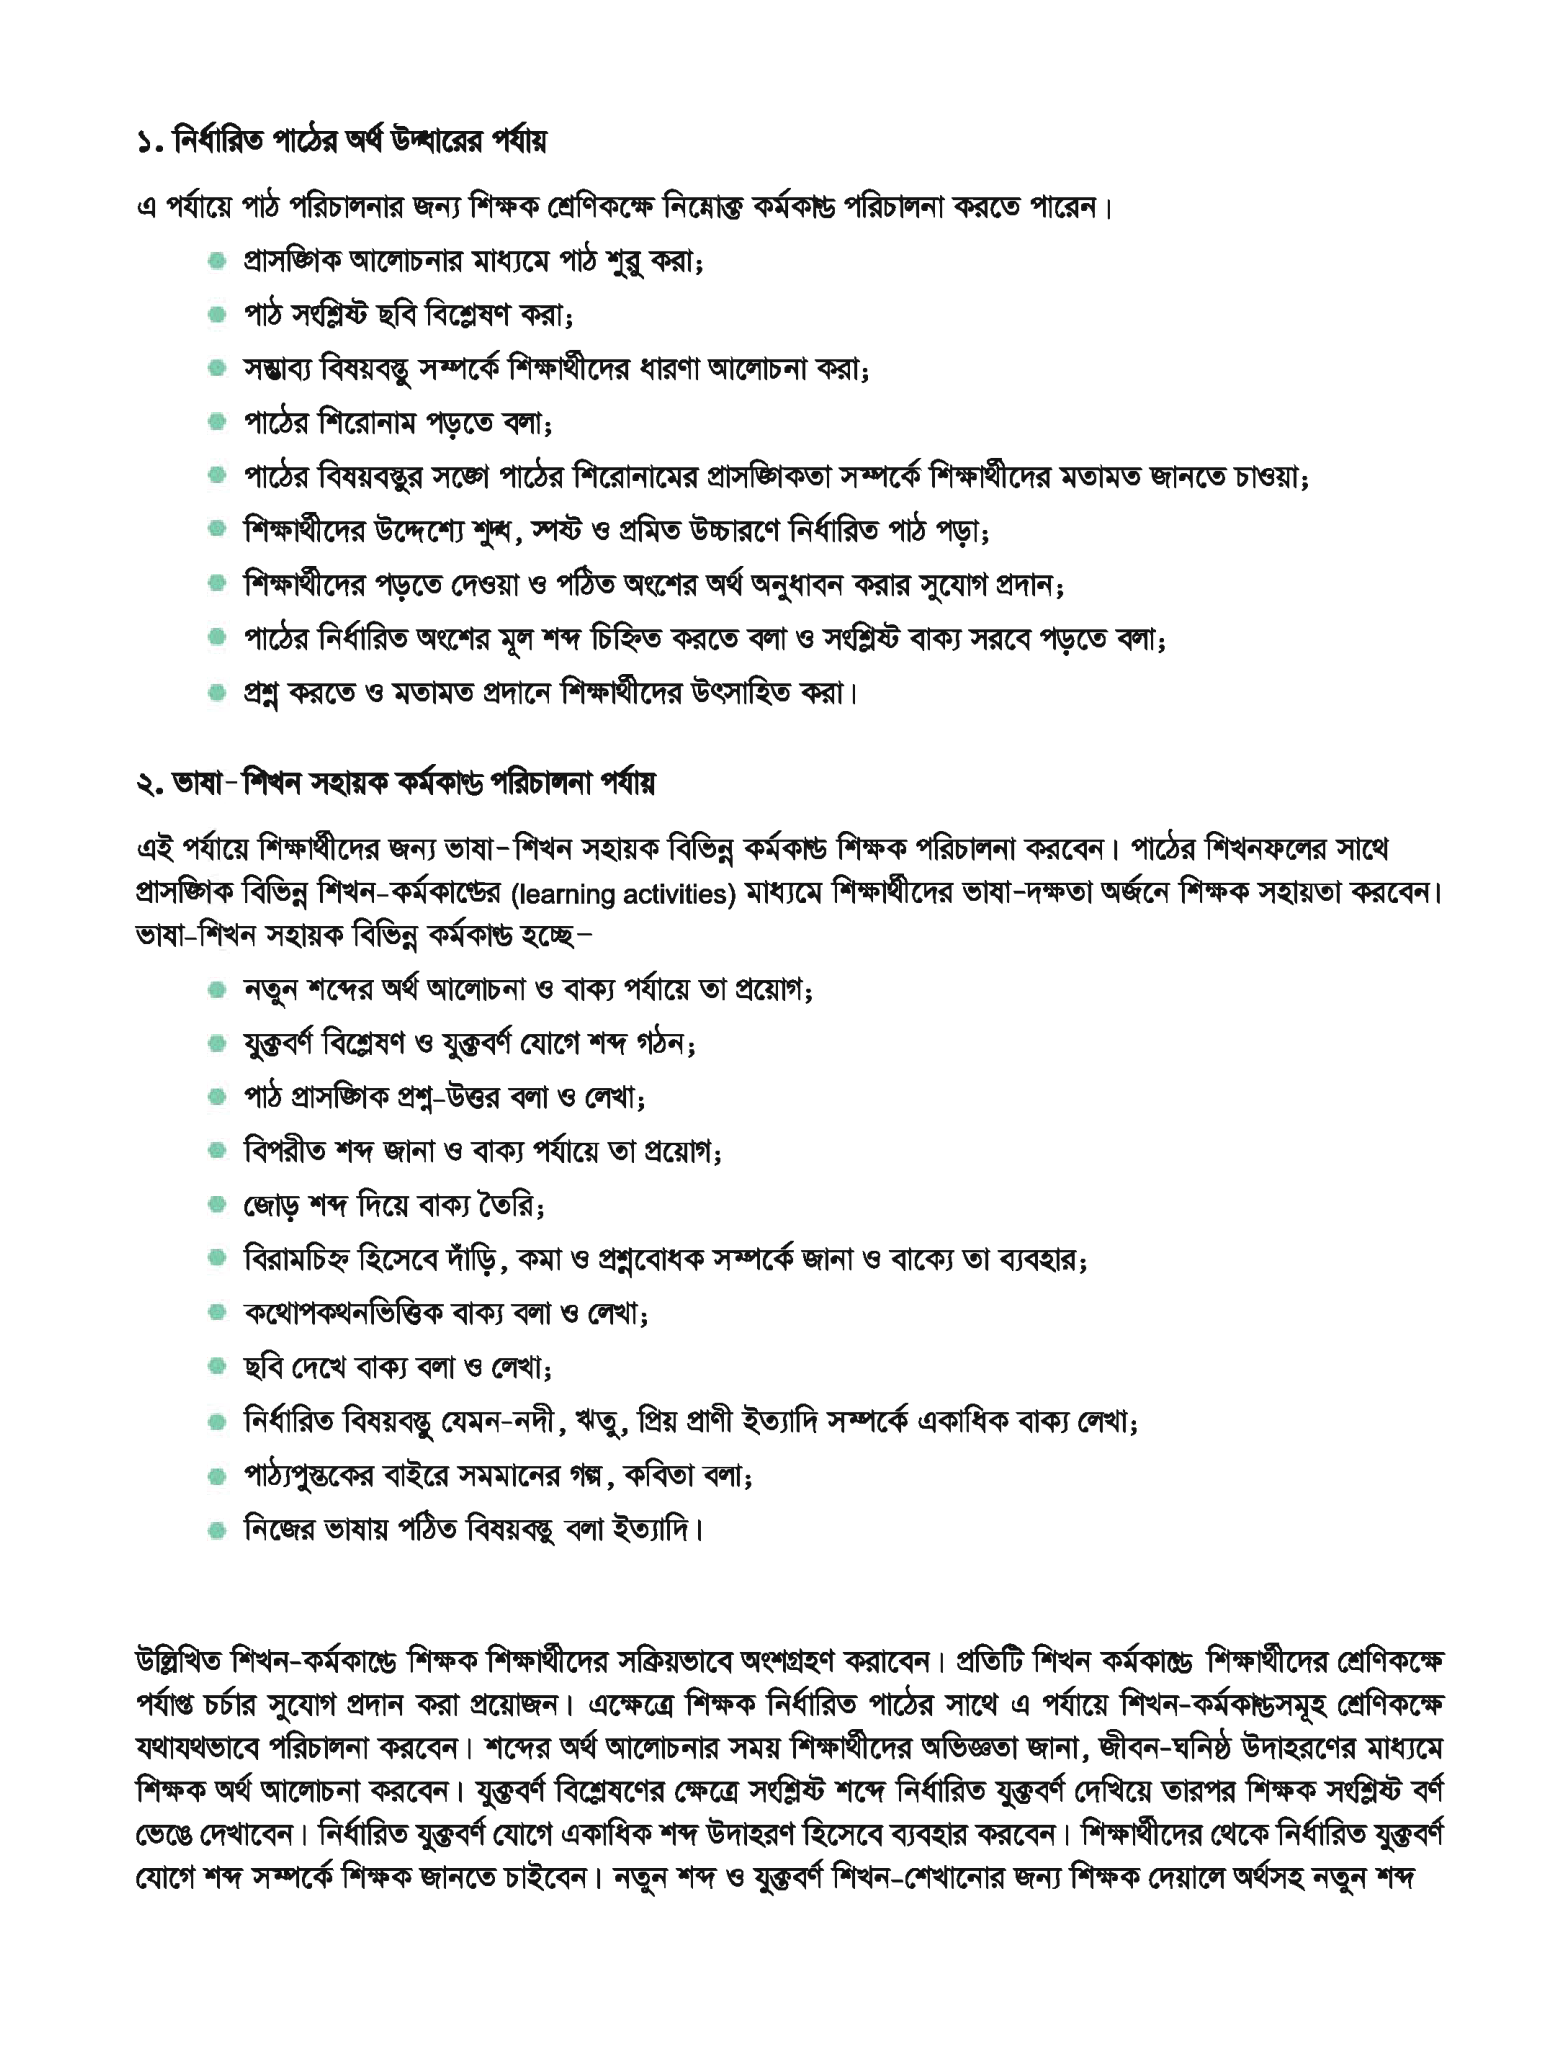 ১. নির্ধারিত পাঠের অর্থ উদ্ধারের পর্যায়
এ পর্যায়ে পাঠ পরিচালনার জন্য শিক্ষক শ্রেণিকক্ষে নিম্নোক্ত কর্মকাণ্ড পরিচালনা করতে পারেন।
প্রাসঙ্গিক আলোচনার মাধ্যমে পাঠ শুরু করা;
পাঠ সংশ্লিষ্ট ছবি বিশ্লেষণ করা;
সম্ভাব্য বিষয়বস্তু সম্পর্কে শিক্ষার্থীদের ধারণা আলোচনা করা;
পাঠের শিরোনাম পড়তে বলা;
পাঠের বিষয়বস্তুর সঙ্গে পাঠের শিরোনামের প্রাসঙ্গিকতা সম্পর্কে শিক্ষার্থীদের মতামত জানতে চাওয়া;
শিক্ষার্থীদের উদ্দেশ্যে শুদ্ধ, স্পষ্ট ও প্রমিত উচ্চারণে নির্ধারিত পাঠ পড়া;
শিক্ষার্থীদের পড়তে দেওয়া ও পঠিত অংশের অর্থ অনুধাবন করার সুযোগ প্রদান;
পাঠের নির্ধারিত অংশের মূল শব্দ চিহ্নিত করতে বলা ও সংশ্লিষ্ট বাক্য সরবে পড়তে বলা;
প্রশ্ন করতে ও মতামত প্রদানে শিক্ষার্থীদের উৎসাহিত করা।
২. ভাষা-শিখন সহায়ক কর্মকাণ্ড পরিচালনা পর্যায়
এই পর্যায়ে শিক্ষার্থীদের জন্য ভাষা-শিখন সহায়ক বিভিন্ন কর্মকাণ্ড শিক্ষক পরিচালনা করবেন। পাঠের শিখনফলের সাথে
প্রাসঙ্গিক বিভিন্ন শিখন-কর্মকাণ্ডের (learning activities) মাধ্যমে শিক্ষার্থীদের ভাষা-দক্ষতা অর্জনে শিক্ষক সহায়তা করবেন।
ভাষা-শিখন সহায়ক বিভিন্ন কর্মকাণ্ড হচ্ছে-
নতুন শব্দের অর্থ আলোচনা ও বাক্য পর্যায়ে তা প্রয়োগ;
যুক্তবর্ণ বিশ্লেষণ ও যুক্তবর্ণ যোগে শব্দ গঠন;
পাঠ প্রাসঙ্গিক প্রশ্ন-উত্তর বলা ও লেখা;
বিপরীত শব্দ জানা ও বাক্য পর্যায়ে তা প্রয়োগ;
জোড় শব্দ দিয়ে বাক্য তৈরি;
বিরামচিহ্ন হিসেবে দাঁড়ি, কমা ও প্রশ্নবোধক সম্পর্কে জানা ও বাক্যে তা ব্যবহার;
কথোপকথনভিত্তিক বাক্য বলা ও লেখা;
ছবি দেখে বাক্য বলা ও লেখা;
নির্ধারিত বিষয়বস্তু যেমন-নদী, ঋতু, প্রিয় প্রাণী ইত্যাদি সম্পর্কে একাধিক বাক্য লেখা;
পাঠ্যপুস্তকের বাইরে সমমানের গল্প, কবিতা বলা;
নিজের ভাষায় পঠিত বিষয়বস্তু বলা ইত্যাদি।
উল্লিখিত শিখন-কর্মকাণ্ডে শিক্ষক শিক্ষার্থীদের সক্রিয়ভাবে অংশগ্রহণ করাবেন। প্রতিটি শিখন কর্মকাণ্ডে শিক্ষার্থীদের শ্রেণিকক্ষে
পর্যাপ্ত চর্চার সুযোগ প্রদান করা প্রয়োজন। এক্ষেত্রে শিক্ষক নির্ধারিত পাঠের সাথে এ পর্যায়ে শিখন-কর্মকাণ্ডসমূহ শ্রেণিকক্ষে
যথাযথভাবে পরিচালনা করবেন। শব্দের অর্থ আলোচনার সময় শিক্ষার্থীদের অভিজ্ঞতা জানা, জীবন-ঘনিষ্ঠ উদাহরণের মাধ্যমে
শিক্ষক অর্থ আলোচনা করবেন। যুক্তবর্ণ বিশ্লেষণের ক্ষেত্রে সংশ্লিষ্ট শব্দে নির্ধারিত যুক্তবর্ণ দেখিয়ে তারপর শিক্ষক সংশ্লিষ্ট বর্ণ
ভেঙে দেখাবেন। নির্ধারিত যুক্তবর্ণ যোগে একাধিক শব্দ উদাহরণ হিসেবে ব্যবহার করবেন। শিক্ষার্থীদের থেকে নির্ধারিত যুক্তবর্ণ
যোগে শব্দ সম্পর্কে শিক্ষক জানতে চাইবেন। নতুন শব্দ ও যুক্তবর্ণ শিখন-শেখানোর জন্য শিক্ষক দেয়ালে অর্থসহ নতুন শব্দ